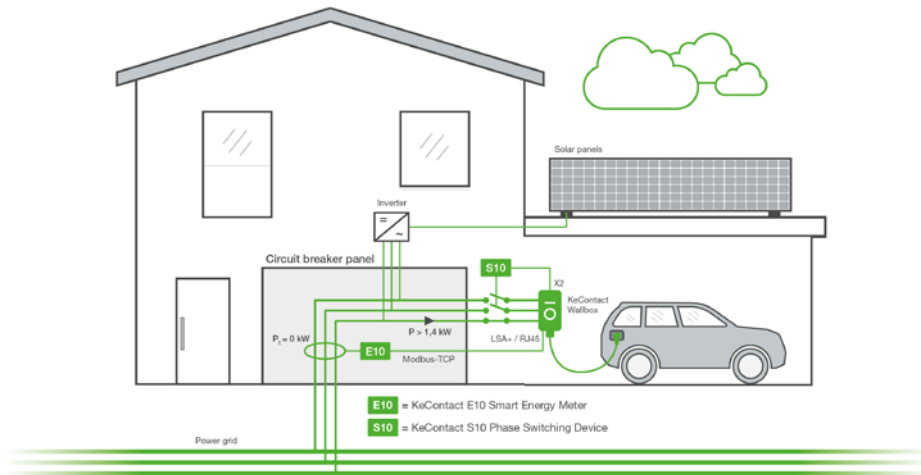 Solar panels
Inverter
= ~
Circuit breaker panel
S10
X2
KeContact
Wallbox
P > 1,4 kW
LSA+ / RJ45
= 0 kW
E10
Modbus-TCP
E10 = KeContact E10 Smart Energy Meter
S10 = KeContact S10 Phase Switching Device
Power grid